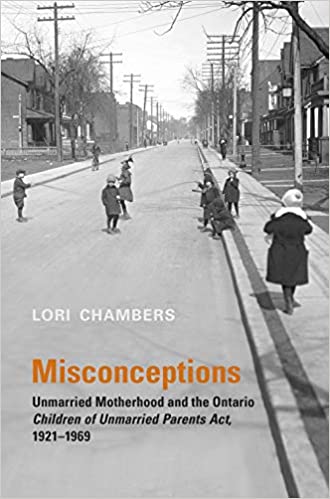 LORI CHAMBERS
Misconceptions
Unmarried Motherhood and the Ontario
Children of Unmarried Parents Act,
1921–1969